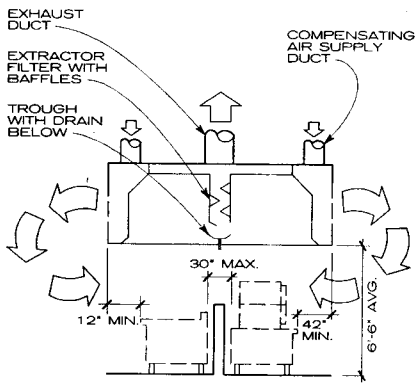 EXHAUST
DUCT
EXTRACTOR
FILTER WITH
BAFFLES
TROUGH
WITH DRAIN
BELOW
COMPENSATING
AIR SUPPLY
DUCT
30" MAX.
12" MIN.
42" MIN.
6'-6" AVG.